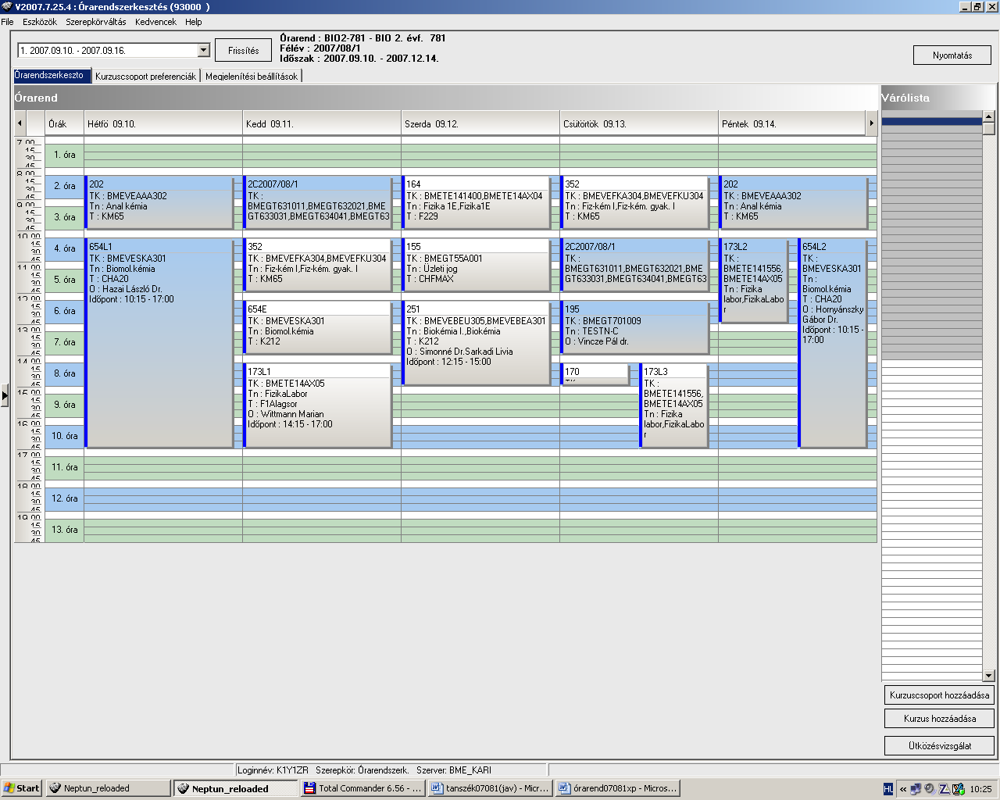 V2007.7.25.4 : Órarendszerkesztés (93000 )
File Eszközök Szerepkörváltás Kedvencek Help
1. 2007.09.10. - 2007.09.16.
Frissítés
Órarend : BIO2-781 - BIO 2. évf. 781
Félév : 2007/08/1
Időszak : 2007.09.10. - 2007.12.14.
Nyomtatás
Órarendszerkeszto Kurzuscsoport preferenciák Megjelenítési beállítások
Órarend
Várólista
Órák Hétfő 09.10. Kedd 09.11. Szerda 09.12. Csütörtök 09.13. Péntek 09.14.
7 00
15
30
45
1. óra
8 00
15
30
45
2. óra
9 00
15
30
45
3. óra
10 00
15
30
45
4. óra
11 00
15
30
45
5. óra
12 00
15
30
45
6. óra
13 00
15
30
45
7. óra
14 00
15
30
45
8. óra
15 00
15
30
45
9. óra
16 00
15
30
45
10. óra
17 00
15
30
45
11. óra
18 00
15
30
45
12. óra
19 00
15
30
45
13. óra
202
TK : BMEVEAAA302
Tn : Anal kémia
T : KM65
654L1
TK : BMEVESKA301
Tn : Biomol.kémia
T : CHA20
O : Hazai László Dr.
Időpont : 10:15 - 17:00
2C2007/08/1
TK :
BMEGT631011,BMEGT632021,BME
GT633031,BMEGT634041,BMEGT63
352
TK : BMEVEFKA304,BMEVEFKU304
Tn : Fiz-kém I,Fiz-kém. gyak. I
T : KM65
654E
TK : BMEVESKA301
Tn : Biomol.kémia
T : K212
173L1
TK : BMETE14AX05
Tn : FizikaLabor
T : F1Alagsor
O : Wittmann Marian
Időpont : 14:15 - 17:00
164
TK : BMETE141400,BMETE14AX04
Tn : Fizika 1E,Fizika1E
T : F229
155
TK : BMEGT55A001
Tn : Üzleti jog
T : CHFMAX
251
TK : BMEVEBEU305,BMEVEBEA301
Tn : Biokémia I.,Biokémia
T : K212
O : Simonné Dr.Sarkadi Livia
Időpont : 12:15 - 15:00
352
TK : BMEVEFKA304,BMEVEFKU304
Tn : Fiz-kém I,Fiz-kém. gyak. I
T : KM65
2C2007/08/1
TK :
BMEGT631011,BMEGT632021,BME
GT633031,BMEGT634041,BMEGT63
195
TK : BMEGT701009
Tn : TESTN-C
O : Vincze Pál dr.
170
173L3
TK :
BMETE141556,
BMETE14AX05
Tn : Fizika
labor,FizikaLabo
r
202
TK : BMEVEAAA302
Tn : Anal kémia
T : KM65
173L2
TK :
BMETE141556,
BMETE14AX05
Tn : Fizika
labor,FizikaLabo
r
654L2
TK :
BMEVESKA301
Tn :
Biomol.kémia
T : CHA20
O : Hornyánszky
Gábor Dr.
Időpont : 10:15 -
17:00
Kurzuscsoport hozzáadása
Kurzus hozzáadása
Ütközésvizsgálat
Loginnév: K1Y1ZR Szerepkör: Órarendszerk. Szerver: BME_KARI
Start Neptun_reloaded Neptun_reloaded Total Commander 6.56 - ... tanszék07081(jav) - Micr... órarend07081xp - Micros... HU « 10:25